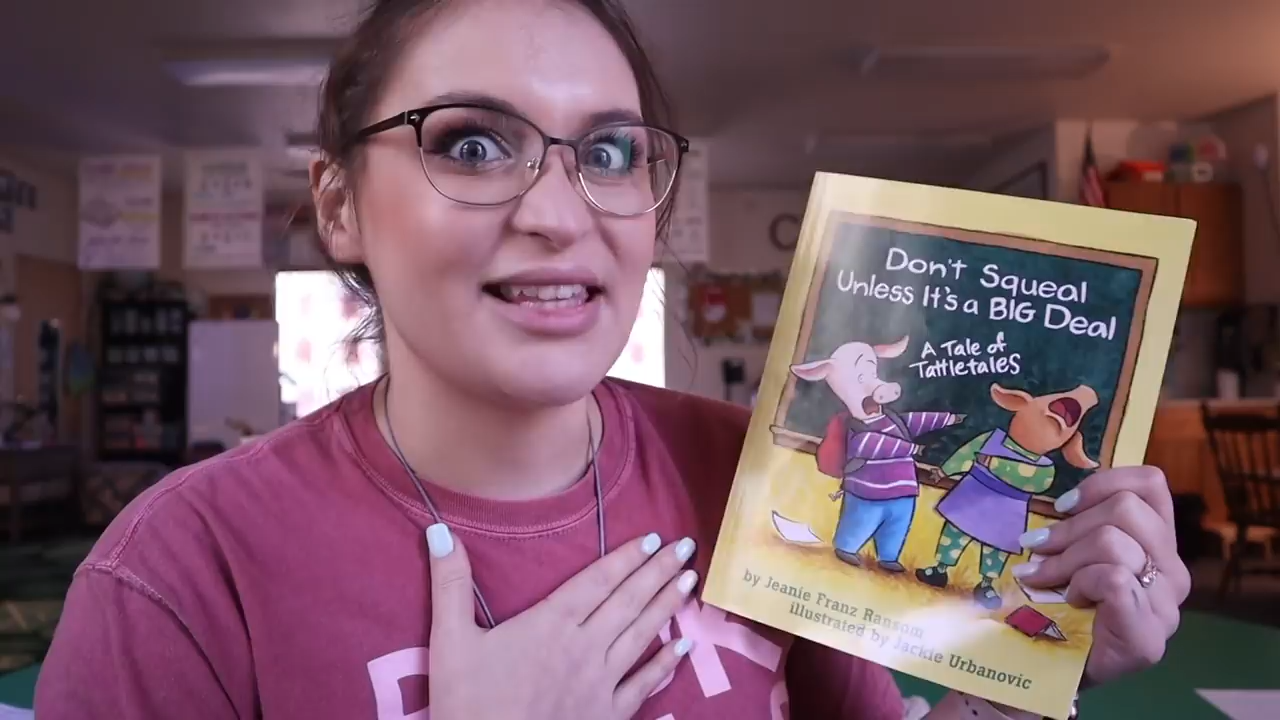 Don't Squeal
Unless It's a BIG Deal
A Tale of
Tattletales
by Jeanie Franz Ransom
illustrated by Jackie Urbanovic